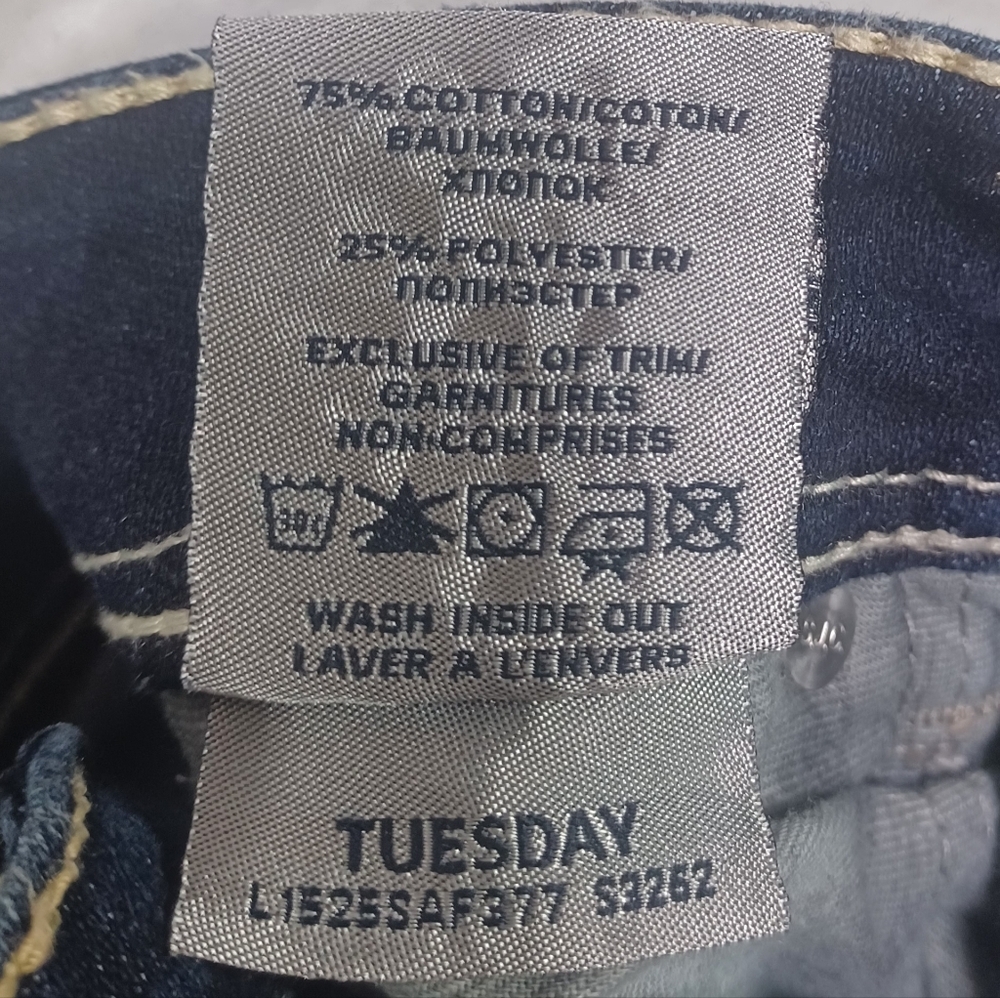 75% COTTON/COTON/
BAUMWOLLE/
ХЛОПОК
25% POLYESTER/
ПОЛИЭСТЕР
EXCLUSIVE OF TRIM/
GARNITURES
NON COMPRISES
30c
WASH INSIDE OUT
LAVER A L'ENVERS
TUESDAY
L1525SAF377 S3262